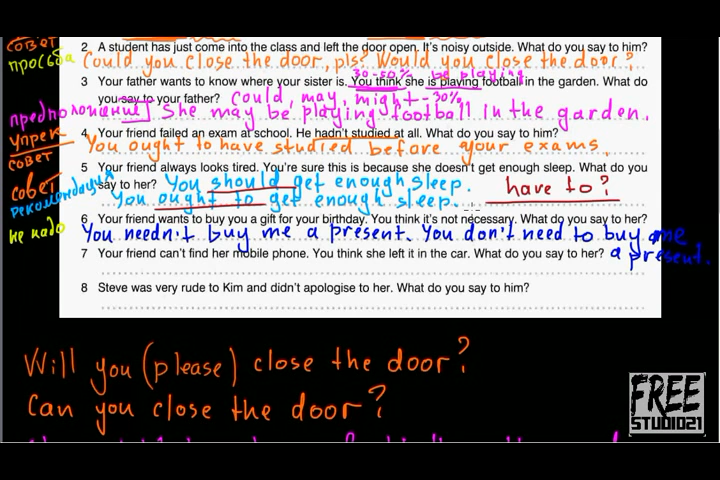 совет
2 A student has just come into the class and left the door open. It's noisy outside. What do you say to him?
просьба
Could you close the door, pls? Would you close the door?
3 Your father wants to know where your sister is. You think she is playing football in the garden. What do
30-50% be playing
you say to your father? could, may, might -30%
предположение She may be playing football in the garden.
4 Your friend failed an exam at school. He hadn't studied at all. What do you say to him?
упрек
совет
You ought to have studied before your exams.
5 Your friend always looks tired. You're sure this is because she doesn't get enough sleep. What do you
say to her? You should get enough sleep.
совет
рекомендация
You ought to get enough sleep.
have to?
6 Your friend wants to buy you a gift for your birthday. You think it's not necessary. What do you say to her?
не надо
You needn't buy me a present. You don't need to buy me
a present.
7 Your friend can't find her mobile phone. You think she left it in the car. What do you say to her?
8 Steve was very rude to Kim and didn't apologise to her. What do you say to him?
Will you (please) close the door?
Can you close the door?
FREE
STUDIO21